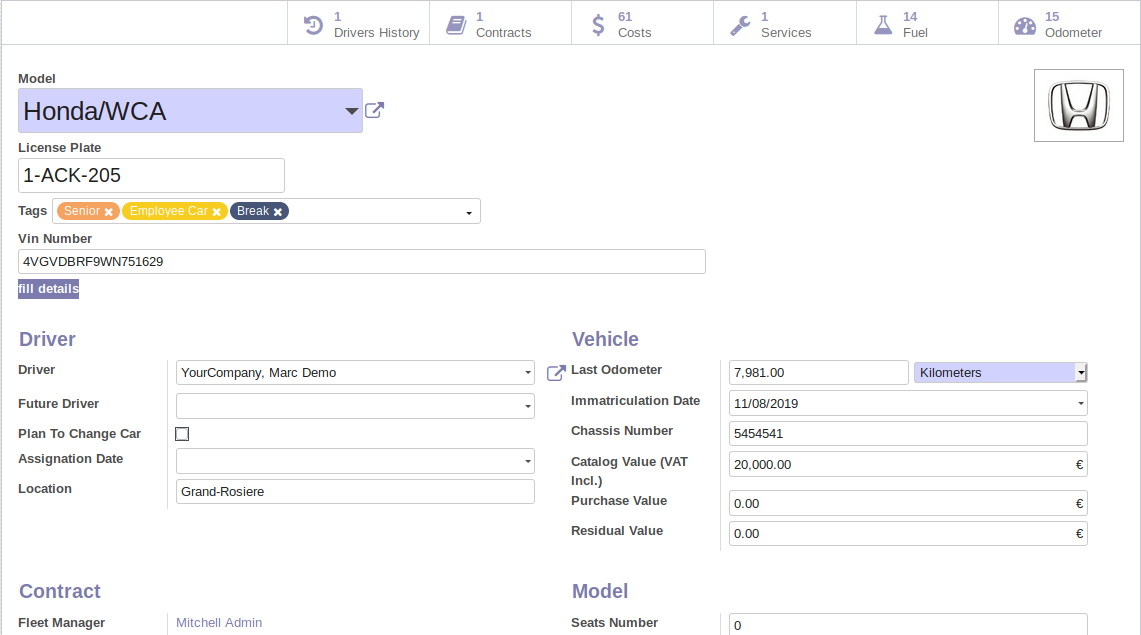 1
Drivers History
1
Contracts
61
Costs
1
Services
14
Fuel
15
Odometer
Model
Honda/WCA
License Plate
1-ACK-205
Tags Senior Employee Car Break
Vin Number
4VGVDBRF9WN751629
fill details
Driver
Driver YourCompany, Marc Demo
Future Driver
Plan To Change Car
Assignation Date
Location Grand-Rosiere
Vehicle
Last Odometer 7,981.00 Kilometers
Immatriculation Date 11/08/2019
Chassis Number 5454541
Catalog Value (VAT 20,000.00 €
Incl.)
Purchase Value 0.00 €
Residual Value 0.00 €
Contract
Fleet Manager Mitchell Admin
Model
Seats Number 0